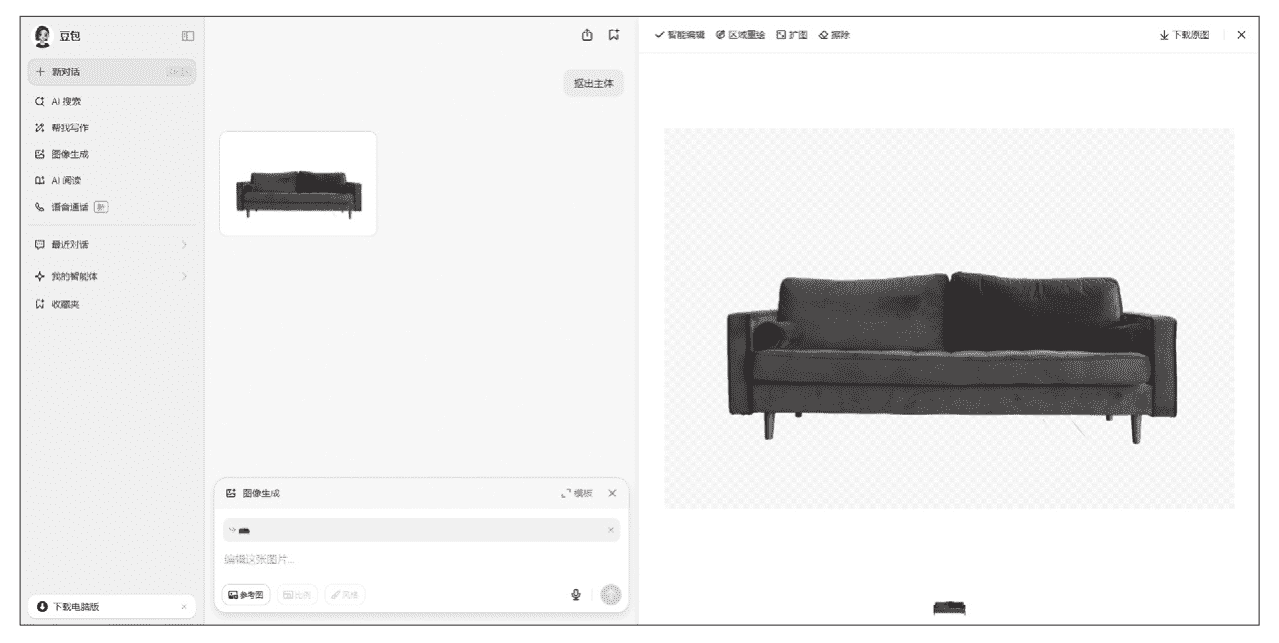 豆包
新对话
AI 搜索
帮我写作
图像生成
AI 阅读
语音通话 新
最近对话
我的智能体
收藏夹
下载电脑版
抠出主体
图像生成
模板
编辑这张图片...
参考图
比例
风格
智能编辑
区域重绘
扩图
擦除
下载原图